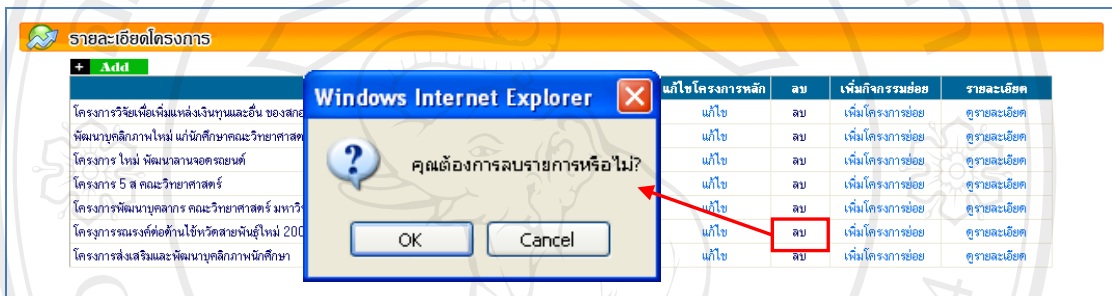 รายละเอียดโครงการ
+ Add
แก้ไขโครงการหลัก ลบ เพิ่มกิจกรรมย่อย รายละเอียด
โครงการวิจัยเพื่อเพิ่มแหล่งเงินทุนและอื่น ของสกอ แก้ไข ลบ เพิ่มโครงการย่อย ดูรายละเอียด
พัฒนาบุคลิกภาพใหม่ แก่นักศึกษาคณะวิทยาศาสต แก้ไข ลบ เพิ่มโครงการย่อย ดูรายละเอียด
โครงการ ใหม่ พัฒนาลานจอดรถยนต์ แก้ไข ลบ เพิ่มโครงการย่อย ดูรายละเอียด
โครงการ 5 ส คณะวิทยาศาสตร์ แก้ไข ลบ เพิ่มโครงการย่อย ดูรายละเอียด
โครงการพัฒนาบุคลากร คณะวิทยาศาสตร์ มหาวิ แก้ไข ลบ เพิ่มโครงการย่อย ดูรายละเอียด
โครงการรณรงค์ต่อต้านไข้หวัดสายพันธุ์ใหม่ 200 แก้ไข ลบ เพิ่มโครงการย่อย ดูรายละเอียด
โครงการส่งเสริมและพัฒนาบุคลิกภาพนักศึกษา แก้ไข ลบ เพิ่มโครงการย่อย ดูรายละเอียด
Windows Internet Explorer
คุณต้องการลบรายการหรือไม่?
OK Cancel